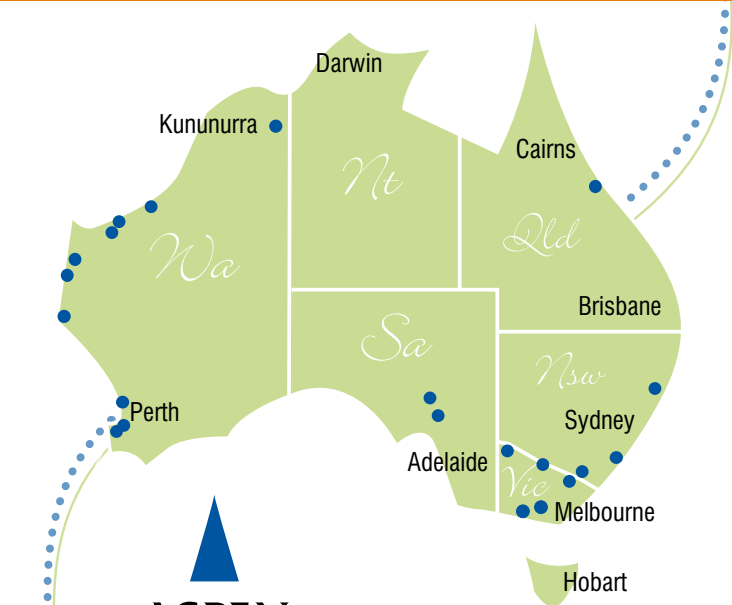 Darwin
Kununurra
Cairns
Nt
Qld
Wa
Brisbane
Sa
Nsw
Perth
Sydney
Adelaide
Vic
Melbourne
Hobart